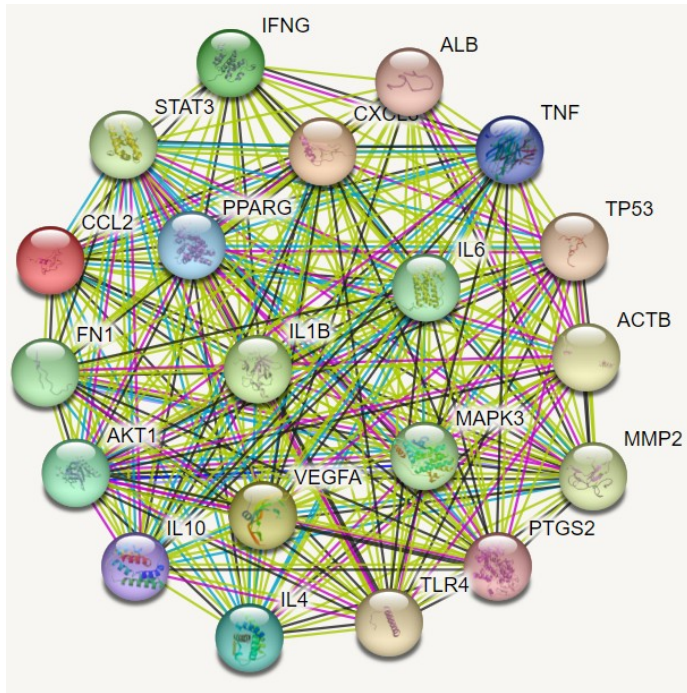 IFNG
ALB
STAT3
TNF
CCL2
PPARG
TP53
IL6
FN1
IL1B
ACTB
AKT1
MAPK3
MMP2
VEGFA
IL10
PTGS2
IL4
TLR4